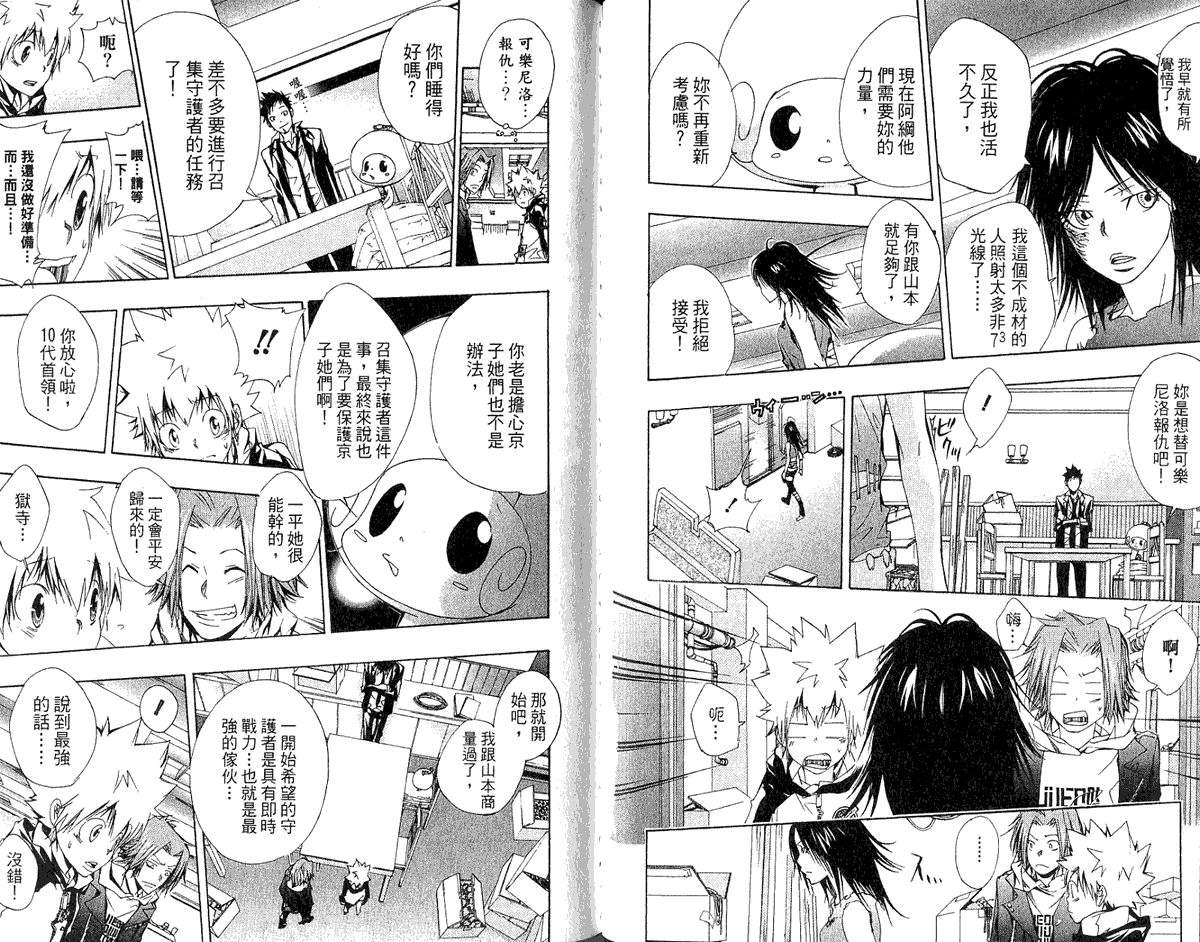 我早就有所
覺悟了，
反正我也活
不久了，
我這個不成材的
人照射太多非7³
光線了……
現在阿綱他
們需要妳的
力量，
妳不再重新
考慮嗎？
有你跟山本
就足夠了，
我拒絕
接受！
妳是想替可樂
尼洛報仇吧！
！
ビクッ
ウィーーン…
！
啊！
嗨…
呃…
…
可樂尼洛…
報仇…？
你們睡得
好嗎？
喔喔…
差不多要進行召
集守護者的任務
了！
呃？
喂…請等
一下！
我還沒做好準備…
而…而且…！
你老是擔心京
子她們也不是
辦法，
召集守護者這件
事，最終來說也
是為了要保護京
子她們啊！
!!
你放心啦，
10代首領！
一平她很
能幹的，
一定會平安
歸來的！
獄寺…
那就開
始吧，
我跟山本商
量過了，
一開始希望的守
護者是具有即時
戰力…也就是最
強的傢伙…
！
說到最強
的話……
沒錯！